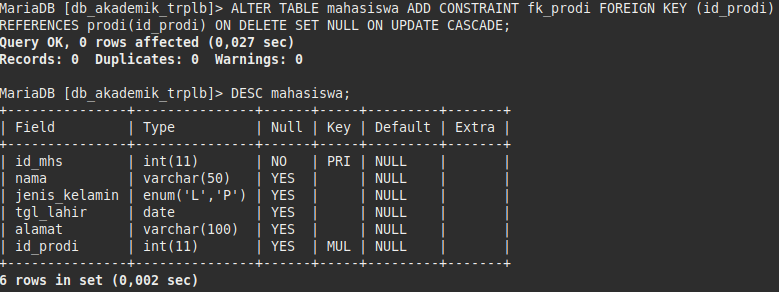 MariaDB [db_akademik_trplb]> ALTER TABLE mahasiswa ADD CONSTRAINT fk_prodi FOREIGN KEY (id_prodi)
REFERENCES prodi(id_prodi) ON DELETE SET NULL ON UPDATE CASCADE;
Query OK, 0 rows affected (0,027 sec)
Records: 0  Duplicates: 0  Warnings: 0

MariaDB [db_akademik_trplb]> DESC mahasiswa;
+---------------+---------------+------+-----+---------+-------+
| Field         | Type          | Null | Key | Default | Extra |
+---------------+---------------+------+-----+---------+-------+
| id_mhs        | int(11)       | NO   | PRI | NULL    |       |
| nama          | varchar(50)   | YES  |     | NULL    |       |
| jenis_kelamin | enum('L','P') | YES  |     | NULL    |       |
| tgl_lahir     | date          | YES  |     | NULL    |       |
| alamat        | varchar(100)  | YES  |     | NULL    |       |
| id_prodi      | int(11)       | YES  | MUL | NULL    |       |
+---------------+---------------+------+-----+---------+-------+
6 rows in set (0,002 sec)